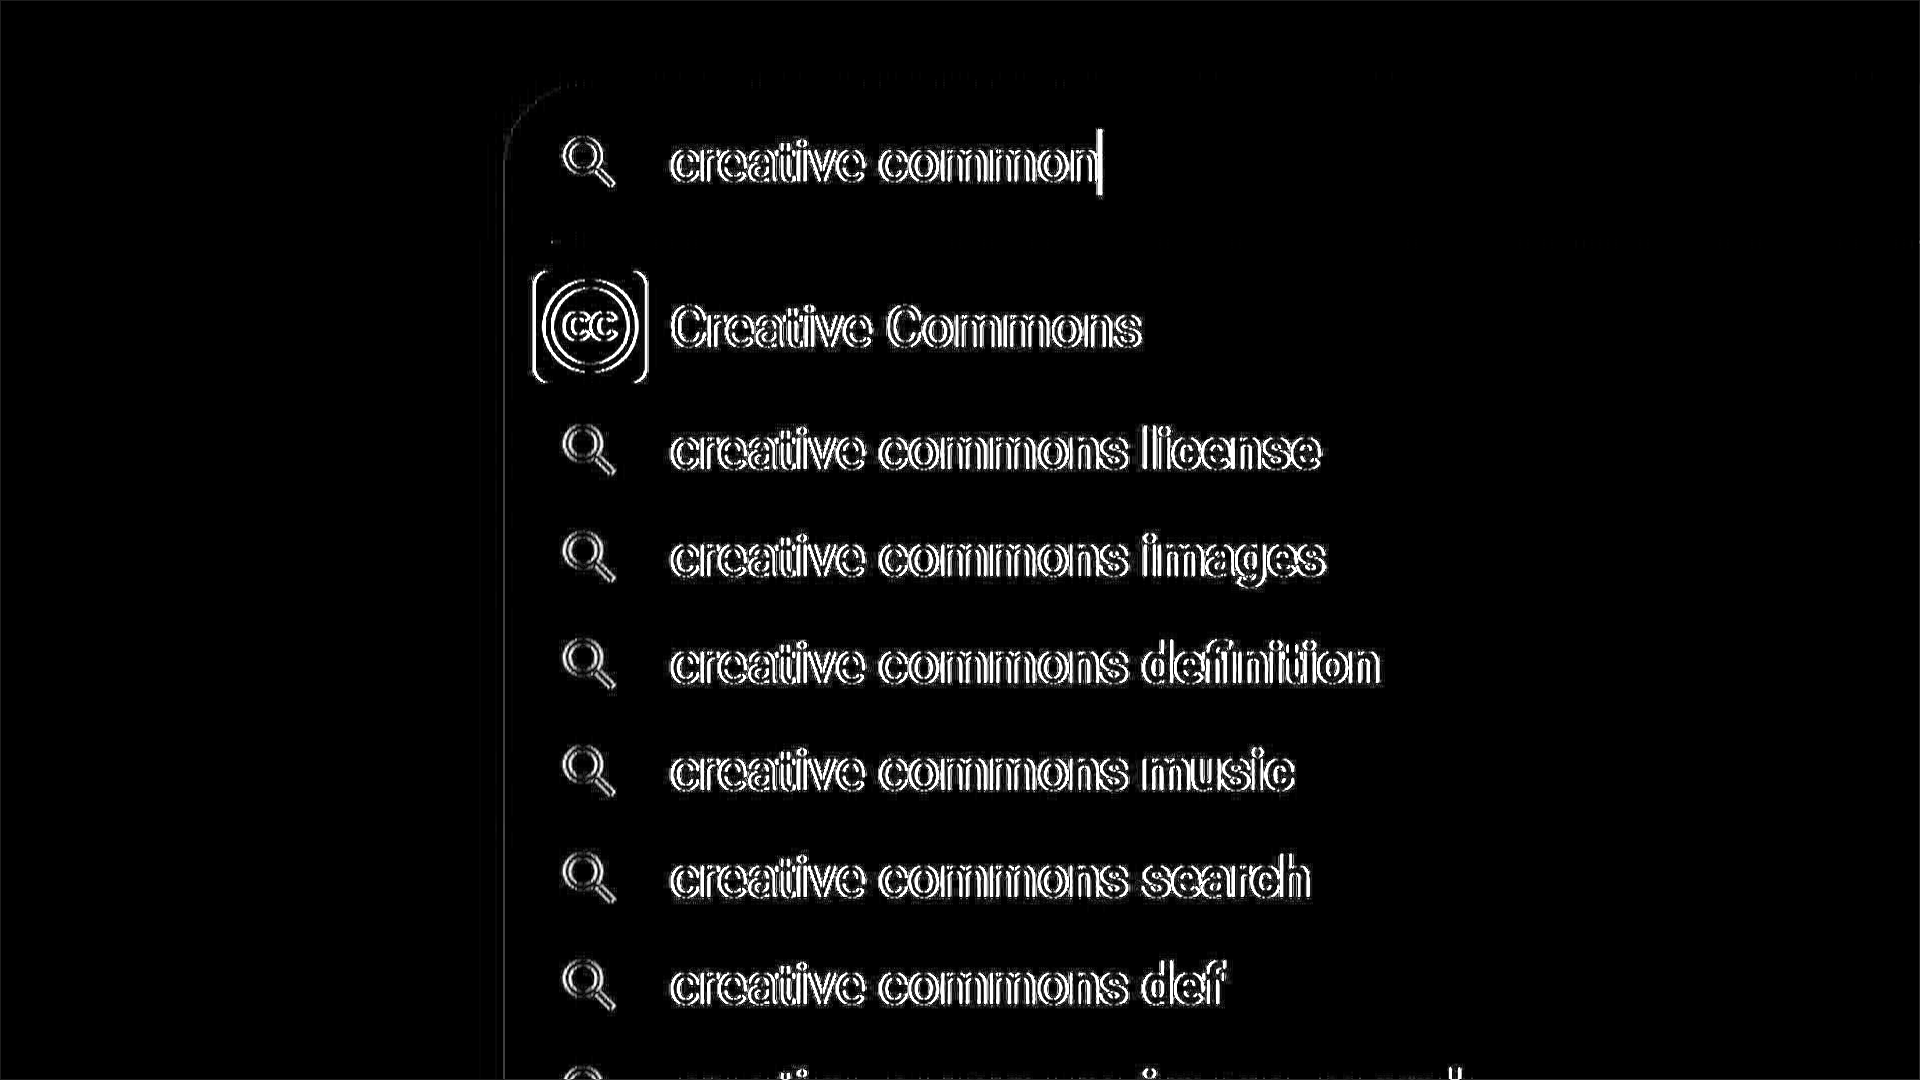 creative common
cc Creative Commons
creative commons license
creative commons images
creative commons definition
creative commons music
creative commons search
creative commons def